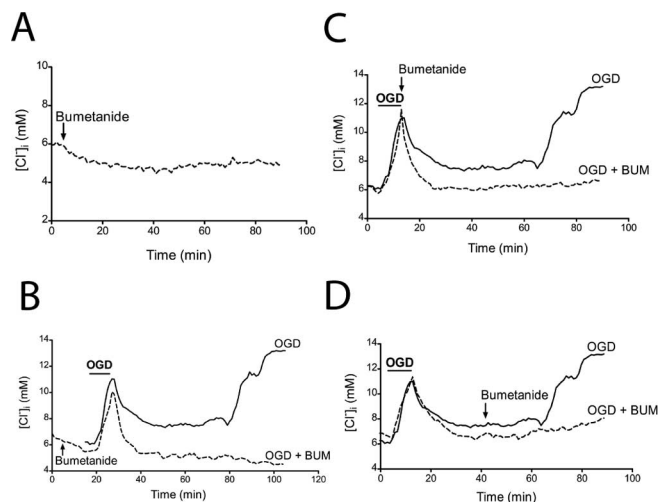 A
10
8
6
4
2
0
20
40
60
80
100
Bumetanide
[Cl-]i (mM)
Time (min)
B
14
12
10
8
6
4
0
20
40
60
80
100
120
OGD
OGD
Bumetanide
OGD + BUM
[Cl-]i (mM)
Time (min)
C
14
12
10
8
6
4
0
20
40
60
80
100
Bumetanide
OGD
OGD
OGD + BUM
[Cl-]i (mM)
Time (min)
D
14
12
10
8
6
4
0
20
40
60
80
100
OGD
OGD
Bumetanide
OGD + BUM
[Cl-]i (mM)
Time (min)